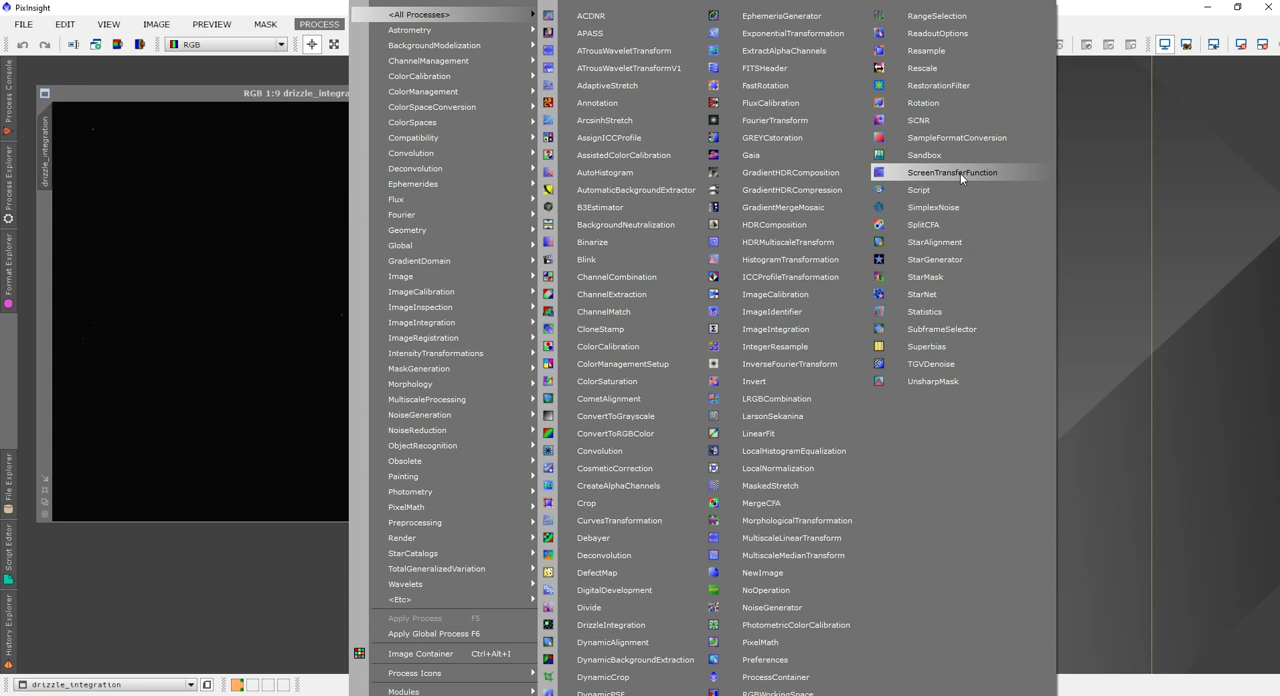 PixInsight
FILE EDIT VIEW IMAGE PREVIEW MASK PROCESS
RGB
RGB 1:9 drizzle_integra
drizzle_integration
Process Console
Process Explorer
Format Explorer
File Explorer
Script Editor
History Explorer
<All Processes>
Astrometry
BackgroundModelization
ChannelManagement
ColorCalibration
ColorManagement
ColorSpaceConversion
ColorSpaces
Compatibility
Convolution
Deconvolution
Ephemerides
Flux
Fourier
Geometry
Global
GradientDomain
Image
ImageCalibration
ImageInspection
ImageIntegration
ImageRegistration
IntensityTransformations
MaskGeneration
Morphology
MultiscaleProcessing
NoiseGeneration
NoiseReduction
ObjectRecognition
Obsolete
Painting
Photometry
PixelMath
Preprocessing
Render
StarCatalogs
TotalGeneralizedVariation
Wavelets
<Etc>
Apply Process F5
Apply Global Process F6
Image Container Ctrl+Alt+I
Process Icons
Modules
ACDNR
APASS
ATrousWaveletTransform
ATrousWaveletTransformV1
AdaptiveStretch
Annotation
ArcsinhStretch
AssignICCProfile
AssistedColorCalibration
AutoHistogram
AutomaticBackgroundExtractor
B3Estimator
BackgroundNeutralization
Binarize
Blink
ChannelCombination
ChannelExtraction
ChannelMatch
CloneStamp
ColorCalibration
ColorManagementSetup
ColorSaturation
CometAlignment
ConvertToGrayscale
ConvertToRGBColor
Convolution
CosmeticCorrection
CreateAlphaChannels
Crop
CurvesTransformation
Debayer
Deconvolution
DefectMap
DigitalDevelopment
Divide
DrizzleIntegration
DynamicAlignment
DynamicBackgroundExtraction
DynamicCrop
DynamicPSF
EphemerisGenerator
ExponentialTransformation
ExtractAlphaChannels
FITSHeader
FastRotation
FluxCalibration
FourierTransform
GREYCstoration
Gaia
GradientHDRComposition
GradientHDRCompression
GradientMergeMosaic
HDRComposition
HDRMultiscaleTransform
HistogramTransformation
ICCProfileTransformation
ImageCalibration
ImageIdentifier
ImageIntegration
IntegerResample
InverseFourierTransform
Invert
LRGBCombination
LarsonSekanina
LinearFit
LocalHistogramEqualization
LocalNormalization
MaskedStretch
MergeCFA
MorphologicalTransformation
MultiscaleLinearTransform
MultiscaleMedianTransform
NewImage
NoOperation
NoiseGenerator
PhotometricColorCalibration
PixelMath
Preferences
ProcessContainer
RGBWorkingSpace
RangeSelection
ReadoutOptions
Resample
Rescale
RestorationFilter
Rotation
SCNR
SampleFormatConversion
Sandbox
ScreenTransferFunction
Script
SimplexNoise
SplitCFA
StarAlignment
StarGenerator
StarMask
StarNet
Statistics
SubframeSelector
Superbias
TGVDenoise
UnsharpMask
drizzle_integration